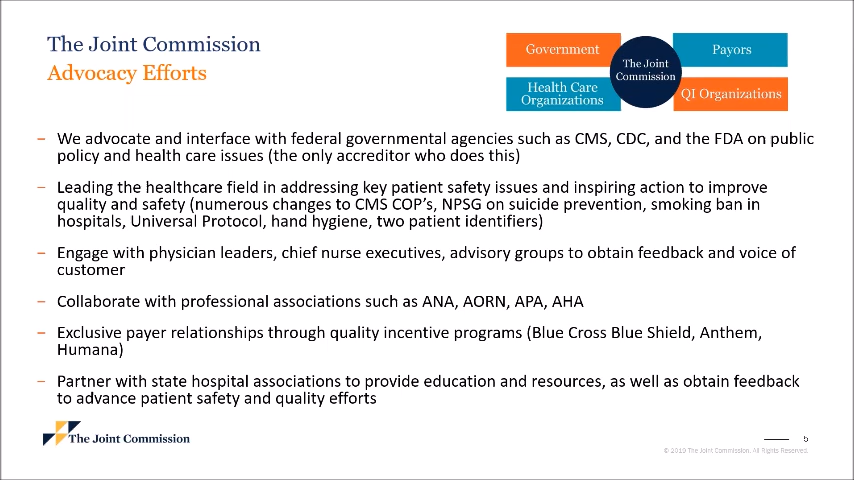 The Joint Commission
Advocacy Efforts
Government
Payors
The Joint
Commission
Health Care
Organizations
QI Organizations
– We advocate and interface with federal governmental agencies such as CMS, CDC, and the FDA on public
policy and health care issues (the only accreditor who does this)
– Leading the healthcare field in addressing key patient safety issues and inspiring action to improve
quality and safety (numerous changes to CMS COP's, NPSG on suicide prevention, smoking ban in
hospitals, Universal Protocol, hand hygiene, two patient identifiers)
– Engage with physician leaders, chief nurse executives, advisory groups to obtain feedback and voice of
customer
– Collaborate with professional associations such as ANA, AORN, APA, AHA
– Exclusive payer relationships through quality incentive programs (Blue Cross Blue Shield, Anthem,
Humana)
– Partner with state hospital associations to provide education and resources, as well as obtain feedback
to advance patient safety and quality efforts
The Joint Commission
5
© 2019 The Joint Commission. All Rights Reserved.